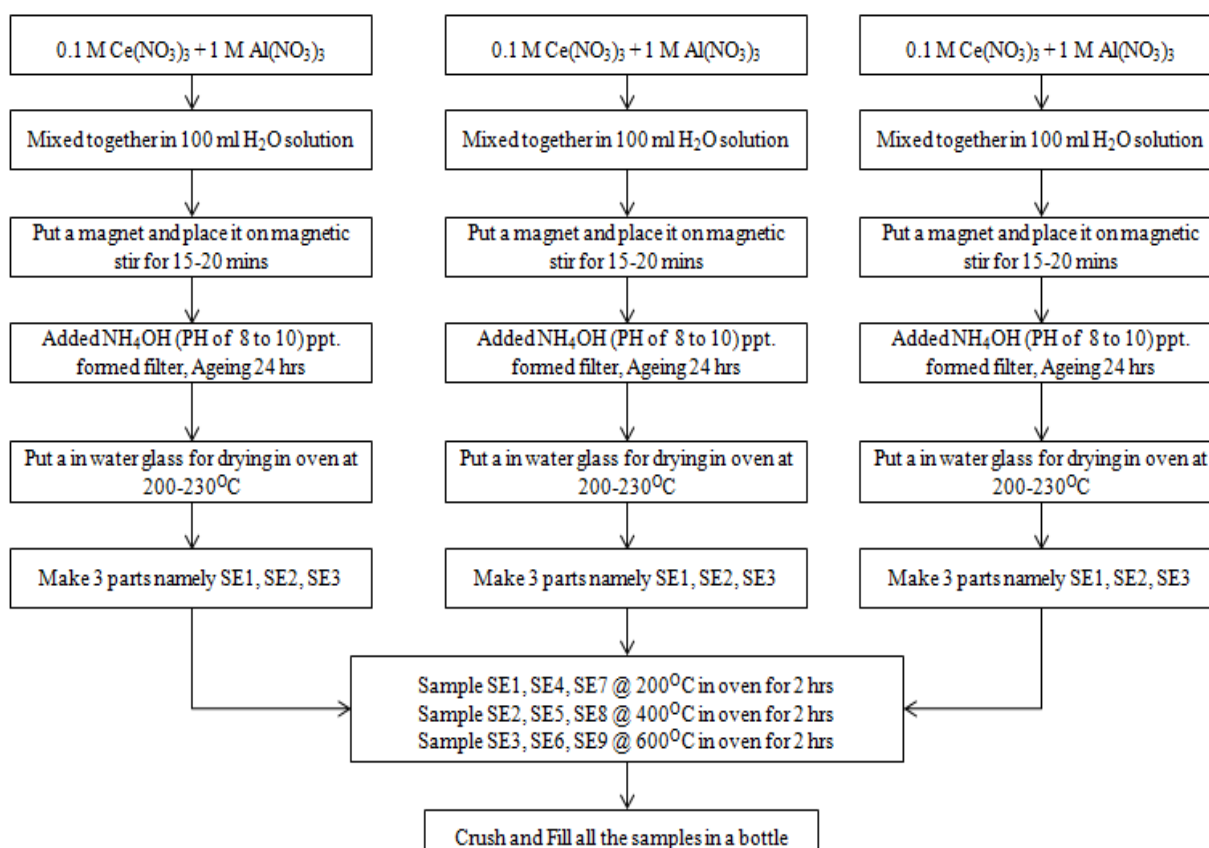 0.1 M Ce(NO₃)₃ + 1 M Al(NO₃)₃
Mixed together in 100 ml H₂O solution
Put a magnet and place it on magnetic
stir for 15-20 mins
Added NH₄OH (PH of 8 to 10) ppt.
formed filter, Ageing 24 hrs
Put a in water glass for drying in oven at
200-230⁰C
Make 3 parts namely SE1, SE2, SE3
0.1 M Ce(NO₃)₃ + 1 M Al(NO₃)₃
Mixed together in 100 ml H₂O solution
Put a magnet and place it on magnetic
stir for 15-20 mins
Added NH₄OH (PH of 8 to 10) ppt.
formed filter, Ageing 24 hrs
Put a in water glass for drying in oven at
200-230⁰C
Make 3 parts namely SE1, SE2, SE3
0.1 M Ce(NO₃)₃ + 1 M Al(NO₃)₃
Mixed together in 100 ml H₂O solution
Put a magnet and place it on magnetic
stir for 15-20 mins
Added NH₄OH (PH of 8 to 10) ppt.
formed filter, Ageing 24 hrs
Put a in water glass for drying in oven at
200-230⁰C
Make 3 parts namely SE1, SE2, SE3
Sample SE1, SE4, SE7 @ 200⁰C in oven for 2 hrs
Sample SE2, SE5, SE8 @ 400⁰C in oven for 2 hrs
Sample SE3, SE6, SE9 @ 600⁰C in oven for 2 hrs
Crush and Fill all the samples in a bottle